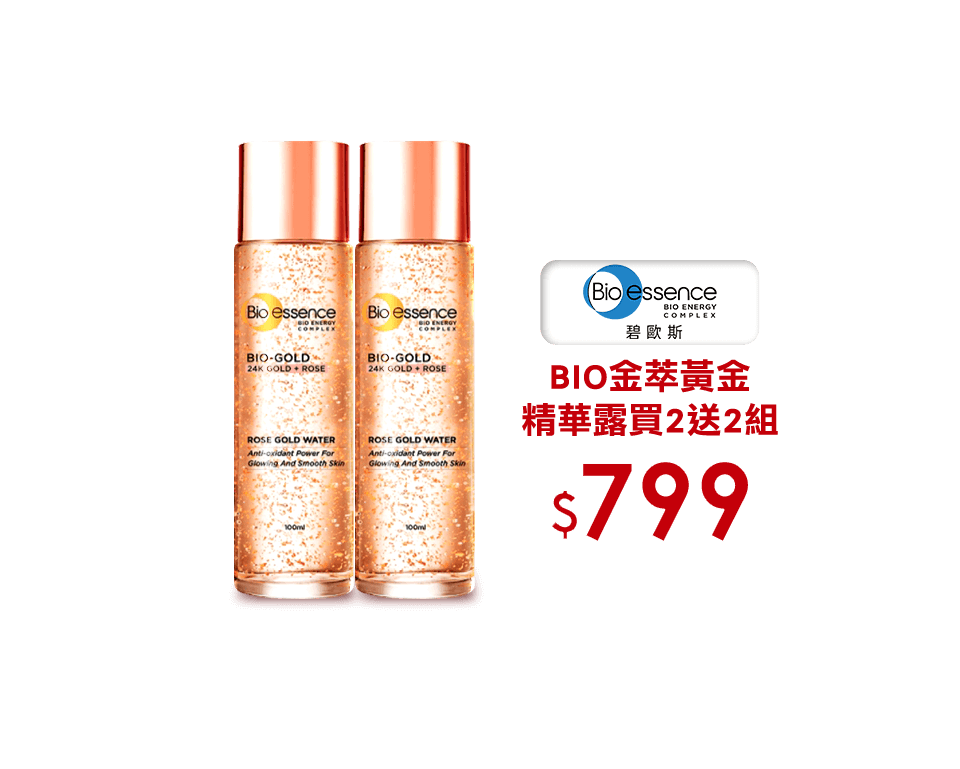 Bio essence
BIO ENERGY
COMPLEX
BIO-GOLD
24K GOLD + ROSE
ROSE GOLD WATER
Anti-oxidant Power For
Glowing And Smooth Skin
100ml
Bio essence
BIO ENERGY
COMPLEX
BIO-GOLD
24K GOLD + ROSE
ROSE GOLD WATER
Anti-oxidant Power For
Glowing And Smooth Skin
100ml
Bio essence
BIO ENERGY
COMPLEX
碧歐斯
BIO金萃黃金
精華露買2送2組
$799